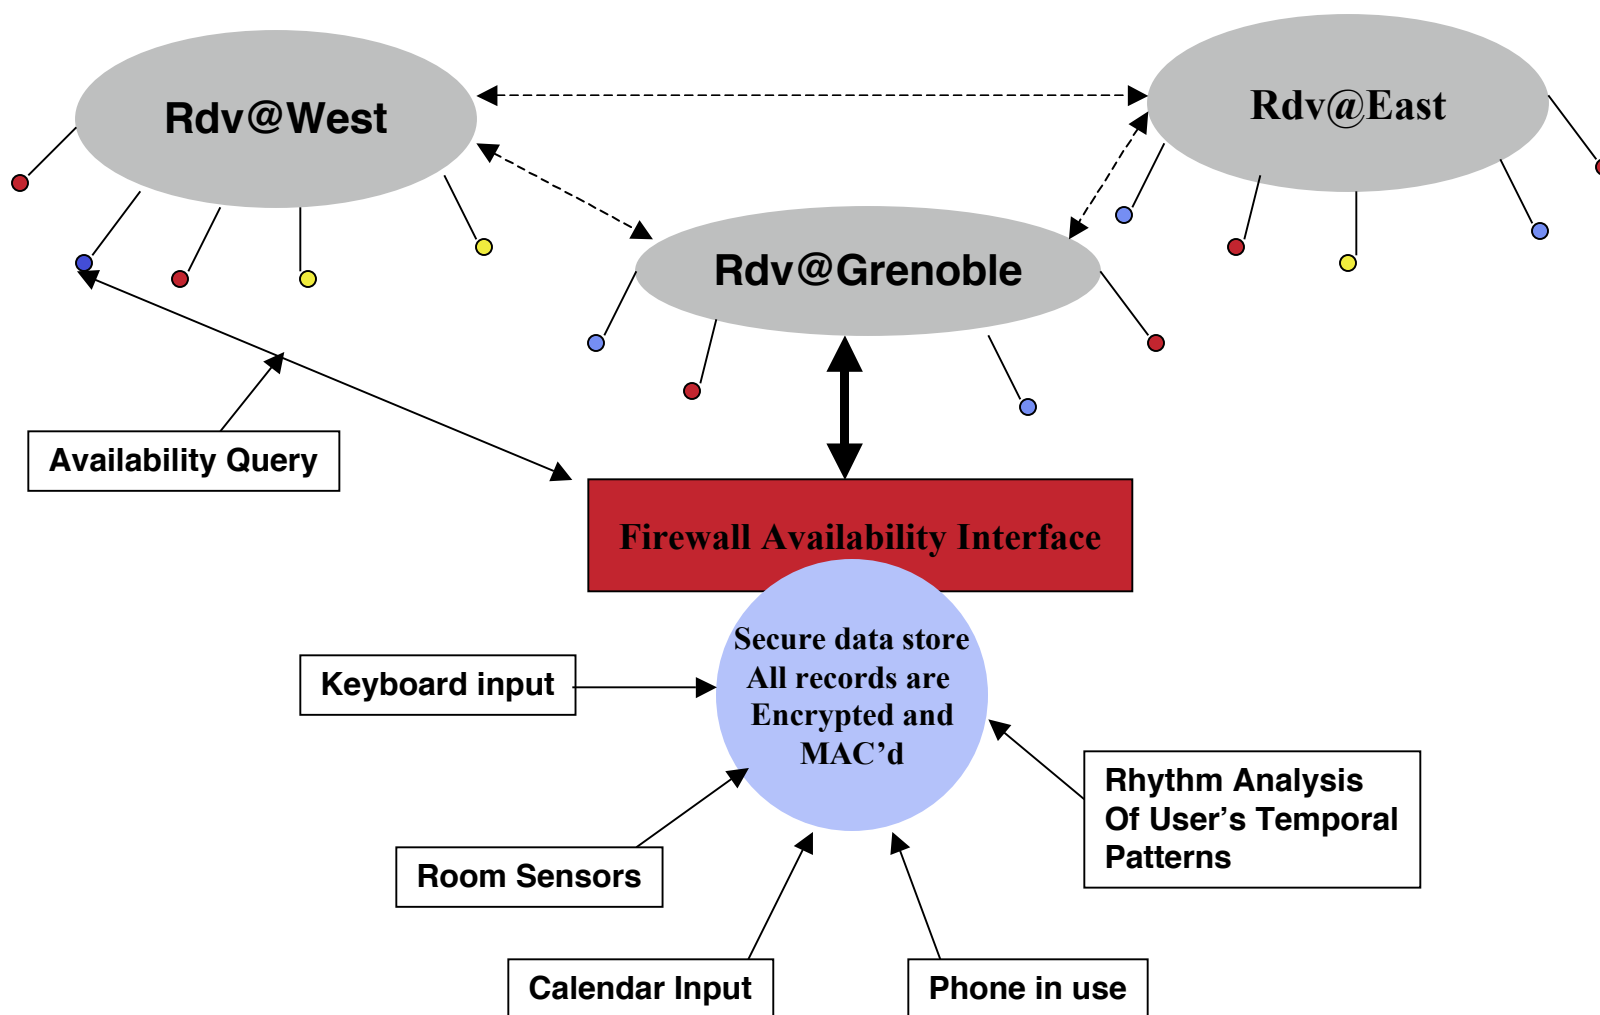 Rdv@West
Rdv@East
Rdv@Grenoble
Availability Query
Firewall Availability Interface
Secure data store
All records are
Encrypted and
MAC’d
Keyboard input
Rhythm Analysis
Of User’s Temporal
Patterns
Room Sensors
Calendar Input
Phone in use